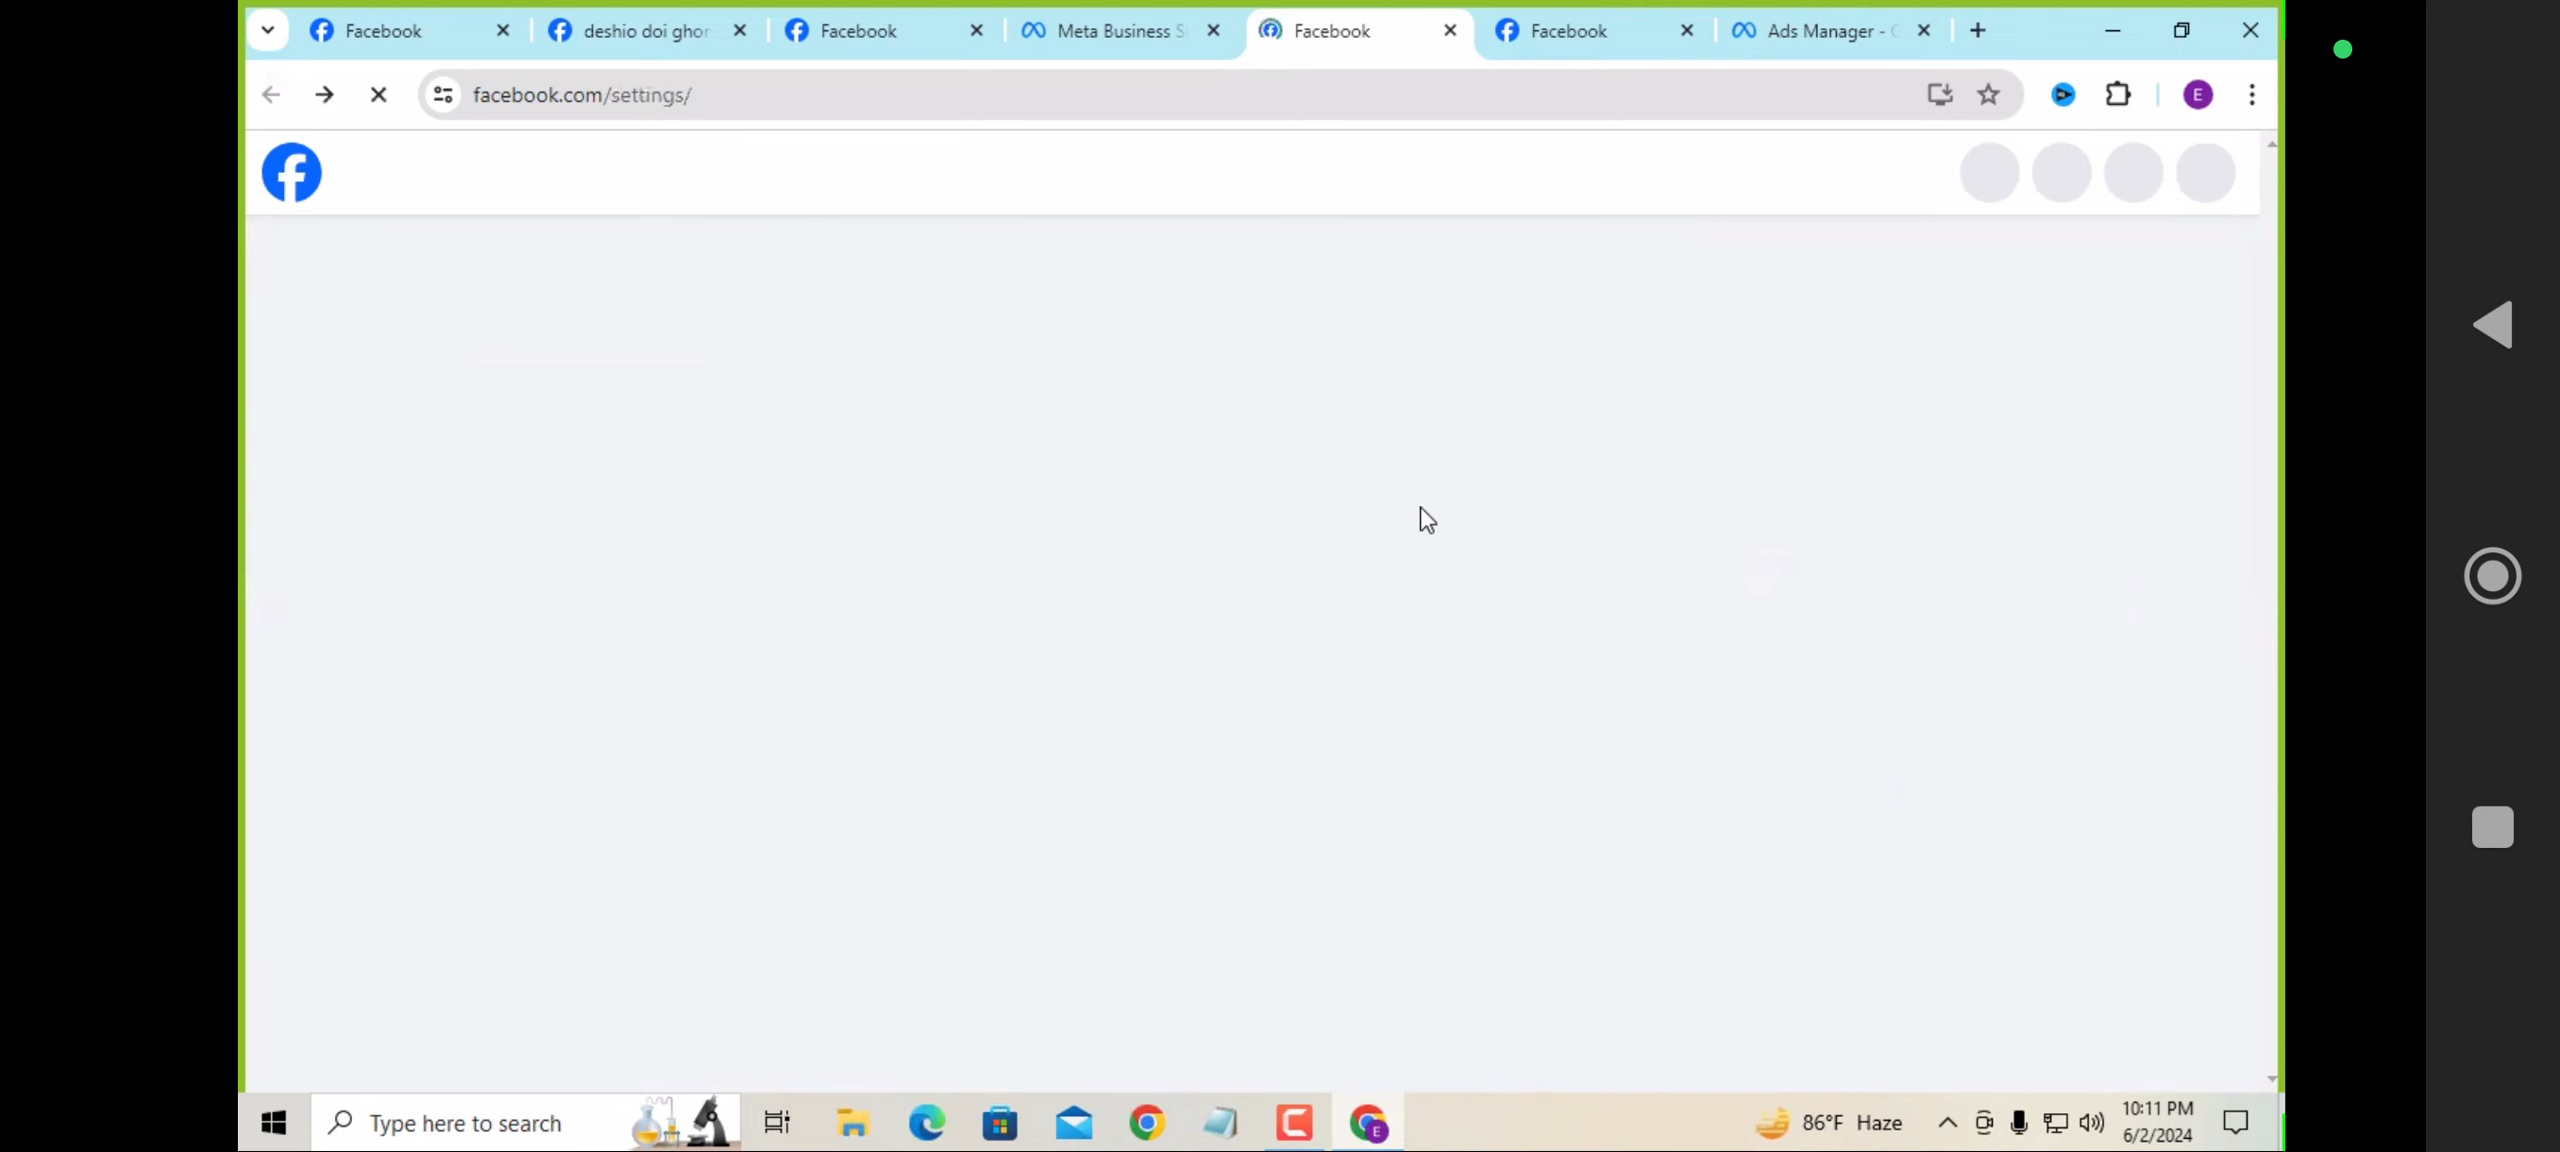 Facebook
deshio doi ghor
Facebook
Meta Business S
Facebook
Facebook
Ads Manager -
facebook.com/settings/
E
Type here to search
E
86°F Haze
10:11 PM
6/2/2024